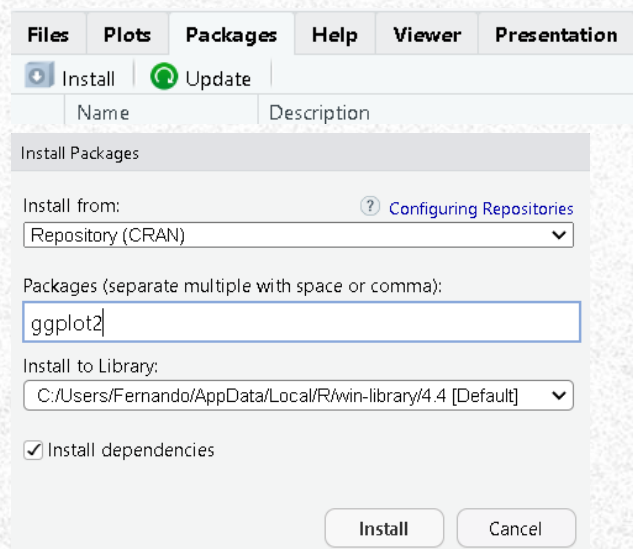 Files Plots Packages Help Viewer Presentation
Install Update
Name Description
Install Packages
Install from: ? Configuring Repositories
Repository (CRAN)
Packages (separate multiple with space or comma):
ggplot2
Install to Library:
C:/Users/Fernando/AppData/Local/R/win-library/4.4 [Default]
Install dependencies
Install Cancel